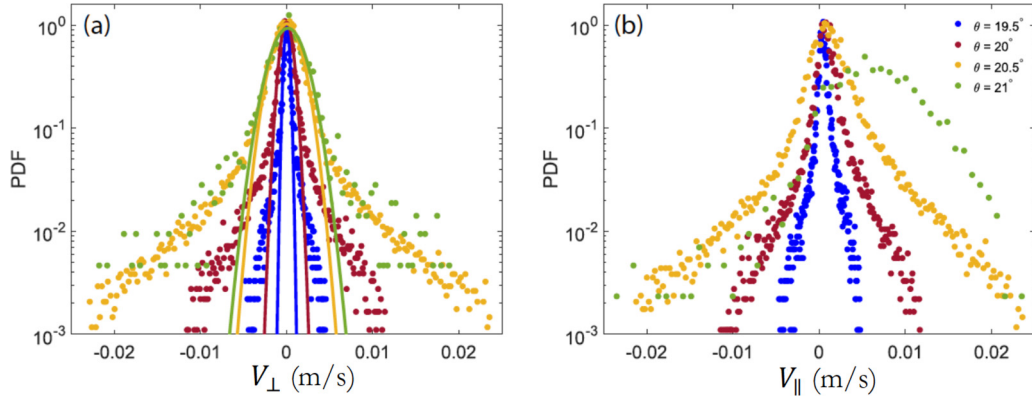 (a)
PDF
10⁰
10⁻¹
10⁻²
10⁻³
-0.02 -0.01 0 0.01 0.02
V⊥ (m/s)
(b)
θ = 19.5°
θ = 20°
θ = 20.5°
θ = 21°
PDF
10⁰
10⁻¹
10⁻²
10⁻³
-0.02 -0.01 0 0.01 0.02
V∥ (m/s)